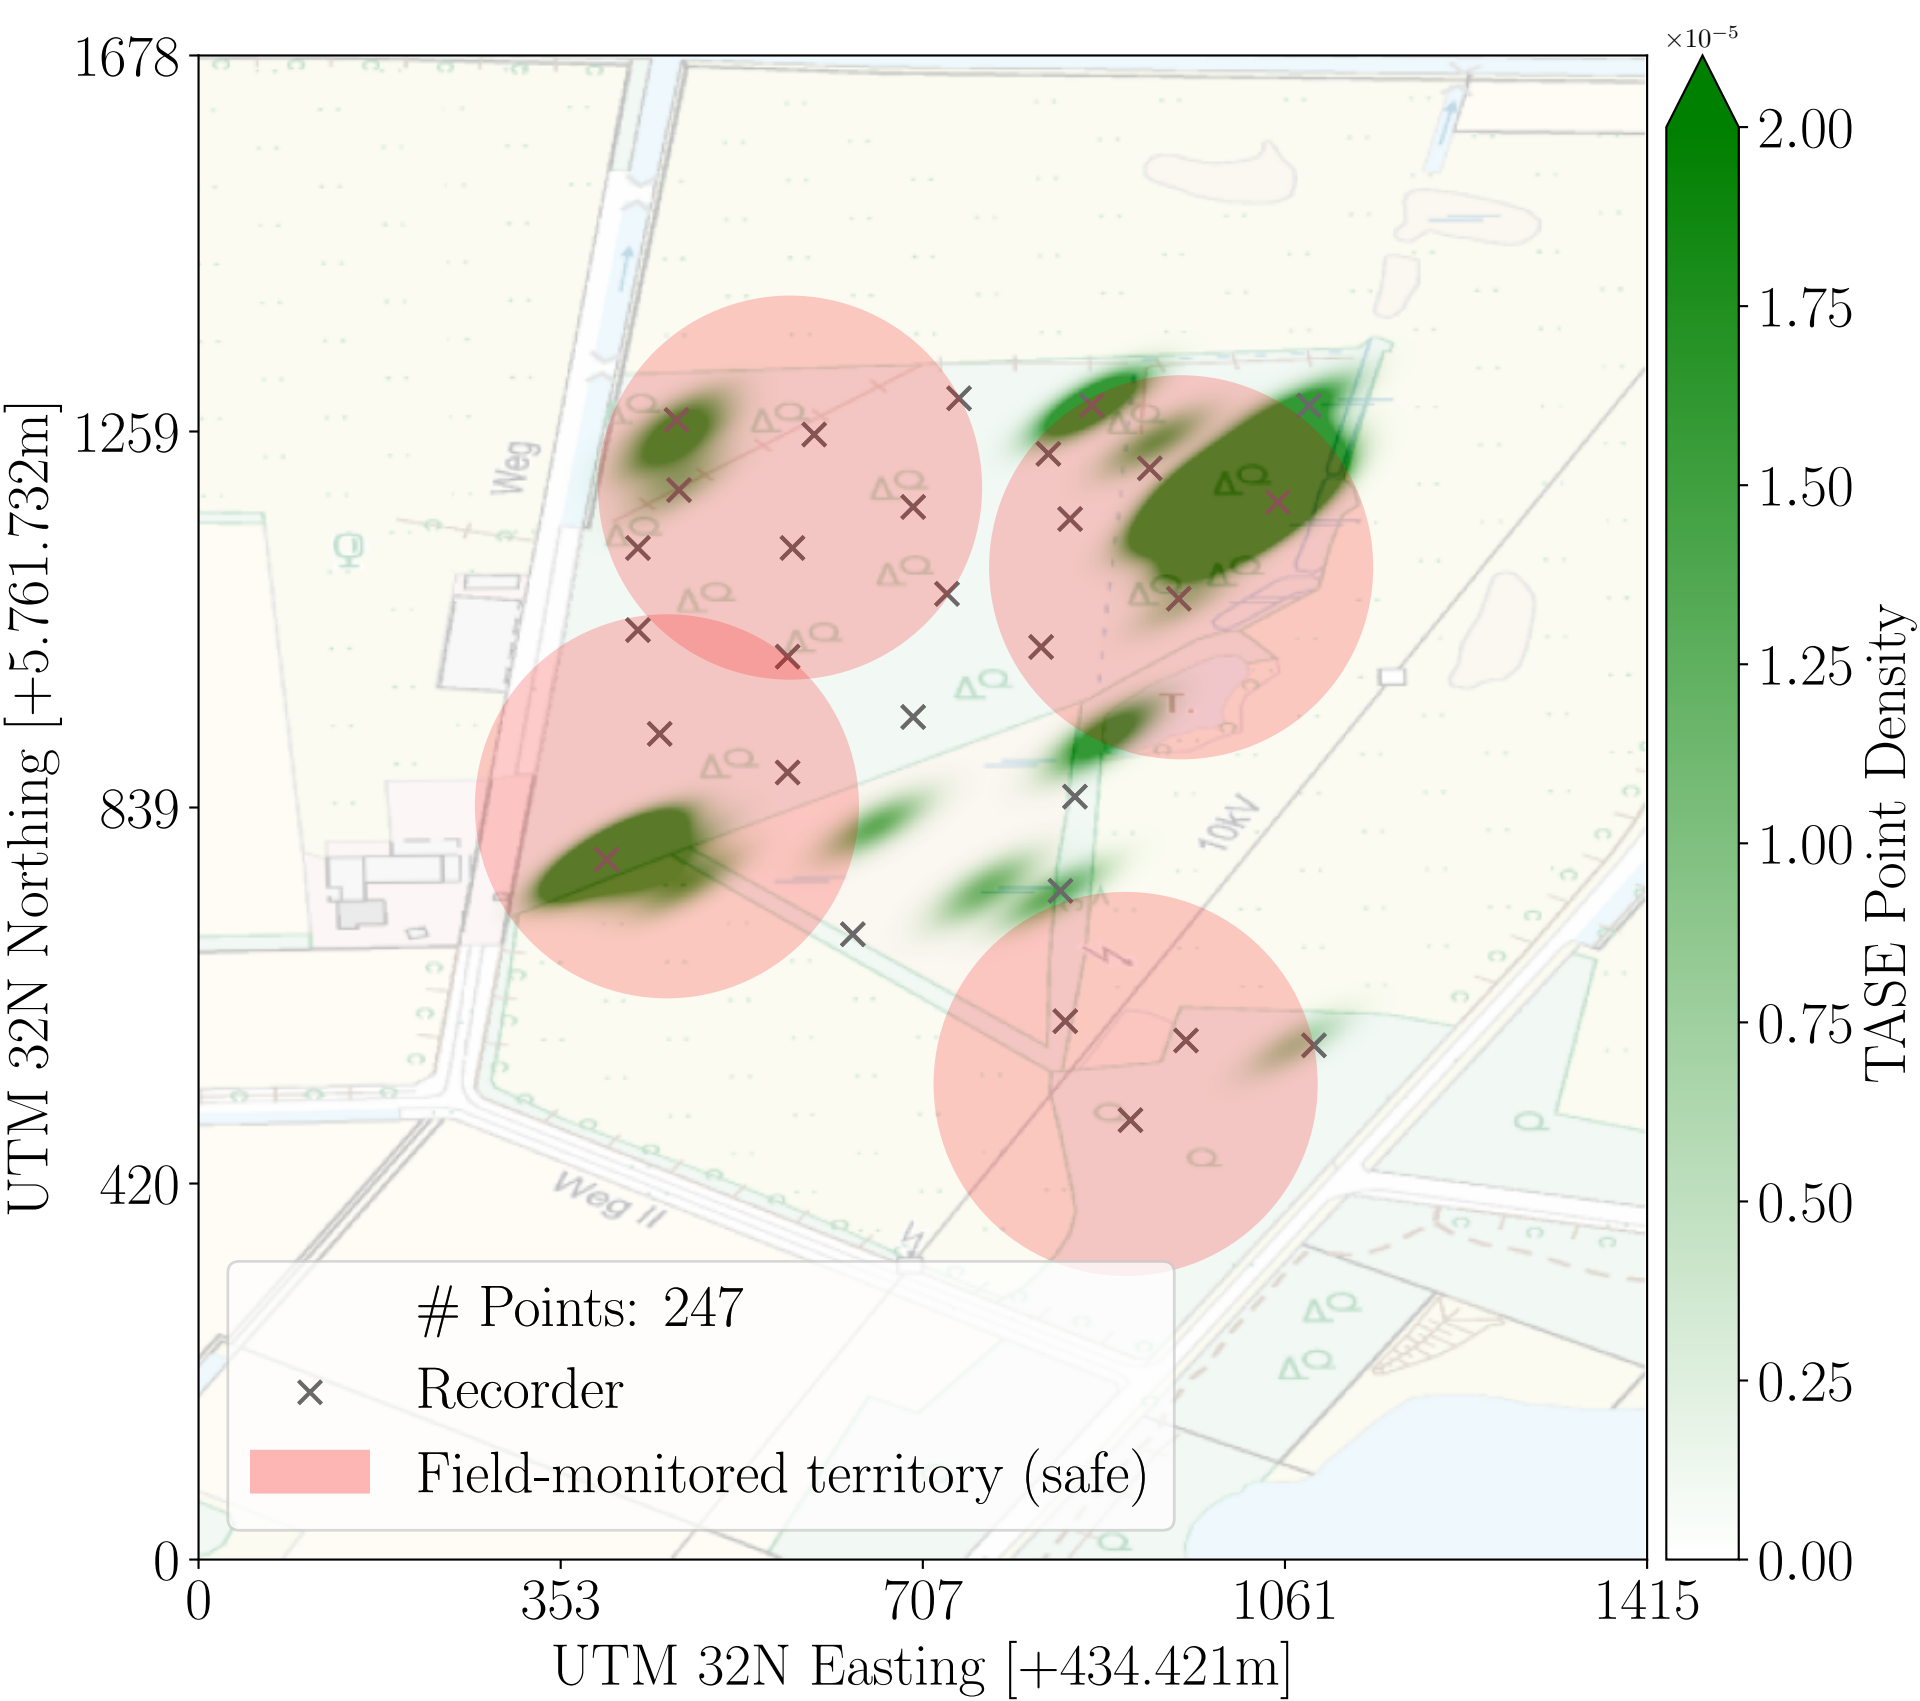 ×10⁻⁵
1678
1259
839
420
0
0
353
707
1061
1415
UTM 32N Northing [+5.761.732m]
UTM 32N Easting [+434.421m]
2.00
1.75
1.50
1.25
1.00
0.75
0.50
0.25
0.00
TASE Point Density
Weg
T.
10kV
Weg II
# Points: 247
Recorder
Field-monitored territory (safe)